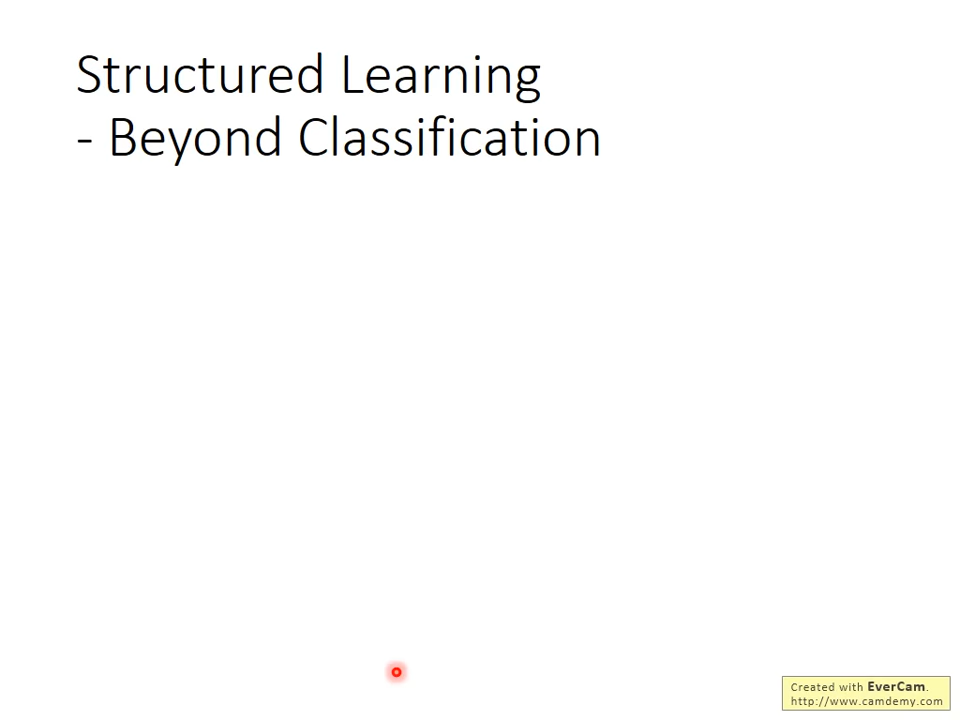 Structured Learning
- Beyond Classification
Created with EverCam.
http://www.camdemy.com